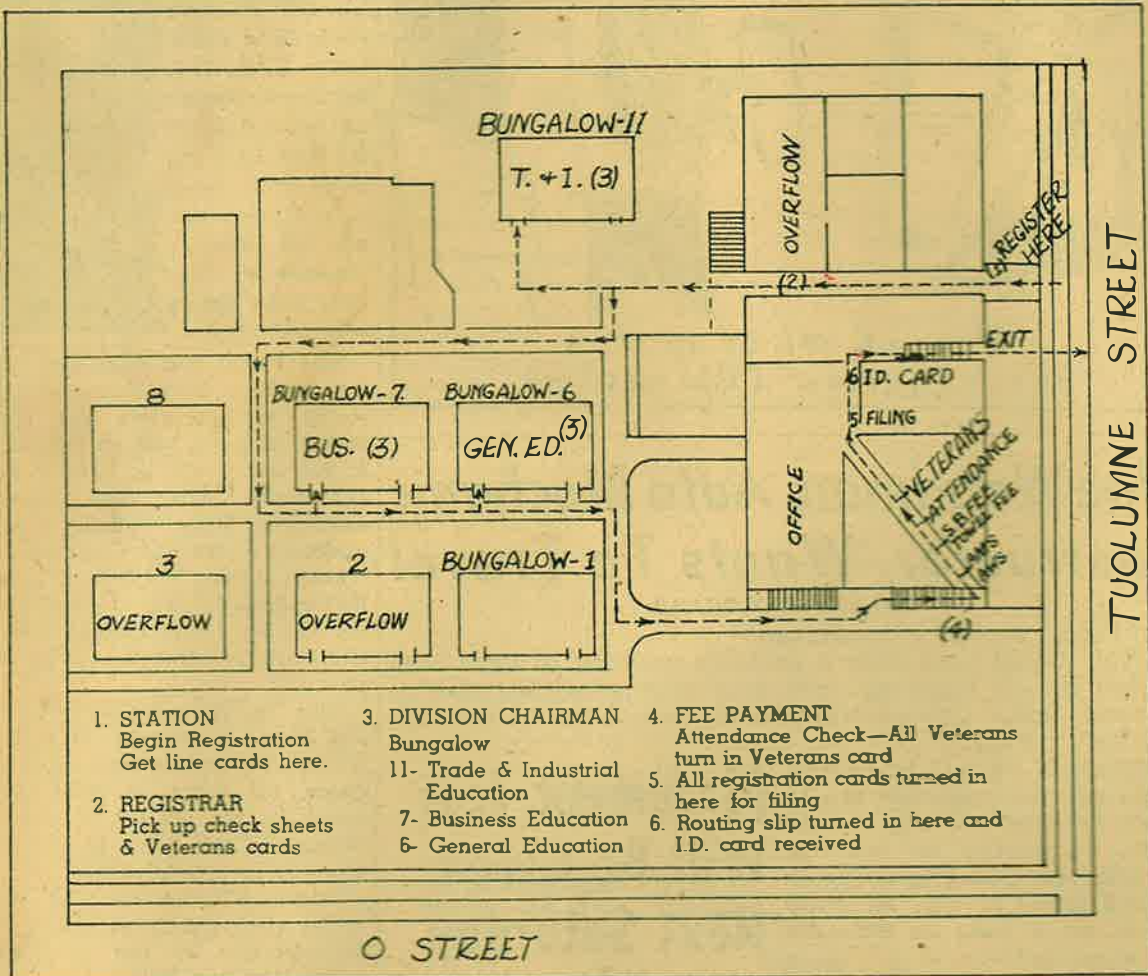 BUNGALOW-11
T. & I. (3)
OVERFLOW
(1) REGISTER
HERE
(2)
TUOLUMNE STREET
EXIT
6 I.D. CARD
5 FILING
VETERANS
ATTENDANCE
S.B. FEE
TOWEL FEE
AMS
AWS
OFFICE
(4)
8
BUNGALOW-7
BUS. (3)
BUNGALOW-6
GEN. ED. (3)
3
OVERFLOW
2
OVERFLOW
BUNGALOW-1
1. STATION
Begin Registration
Get line cards here.
2. REGISTRAR
Pick up check sheets
& Veterans cards
3. DIVISION CHAIRMAN
Bungalow
11- Trade & Industrial
Education
7- Business Education
6- General Education
4. FEE PAYMENT
Attendance Check—All Veterans
turn in Veterans card
5. All registration cards turned in
here for filing
6. Routing slip turned in here and
I.D. card received
O STREET